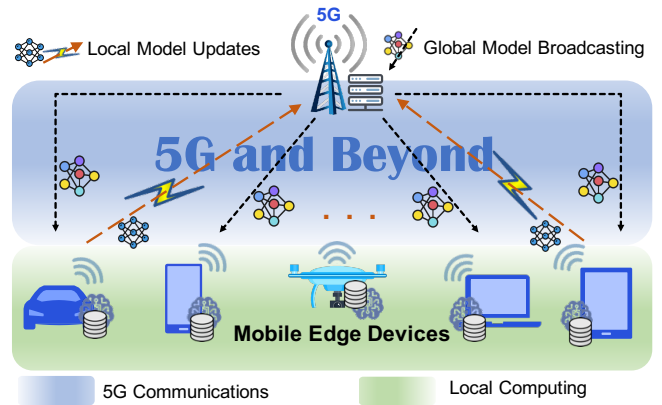 5G
Local Model Updates
Global Model Broadcasting
5G and Beyond
. . .
Mobile Edge Devices
5G Communications
Local Computing